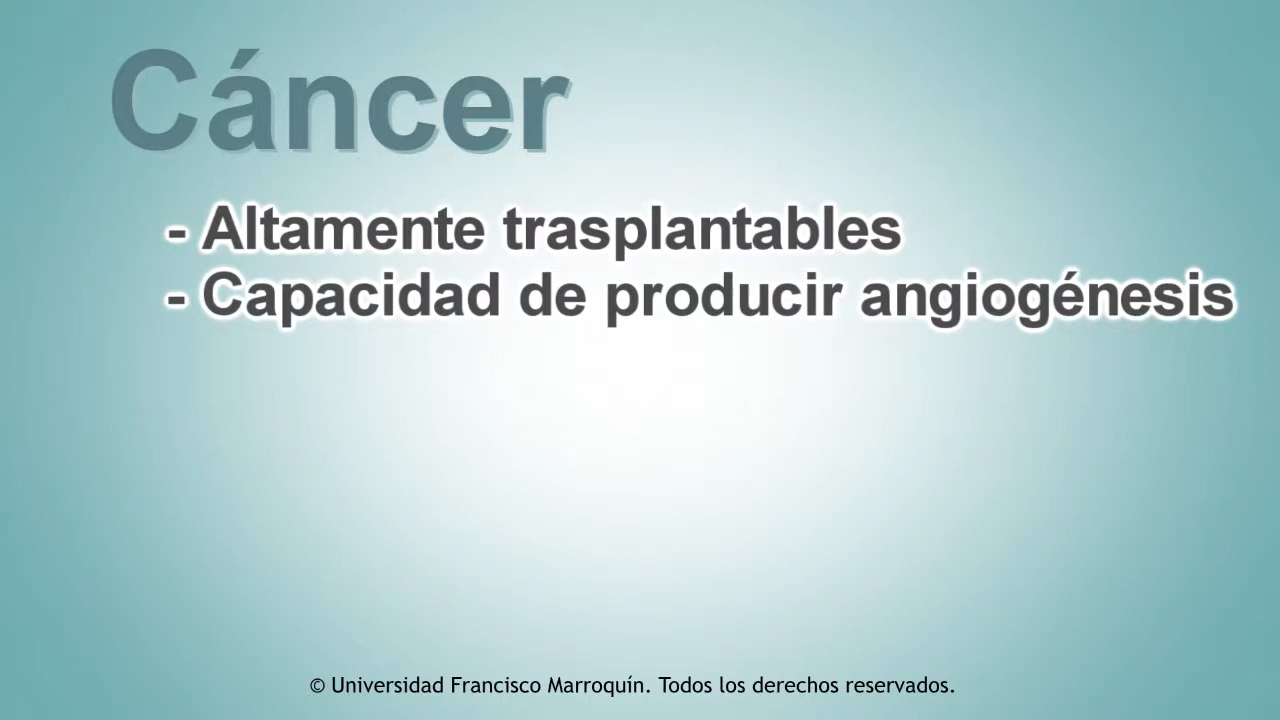 Cáncer
- Altamente trasplantables
- Capacidad de producir angiogénesis
© Universidad Francisco Marroquín. Todos los derechos reservados.